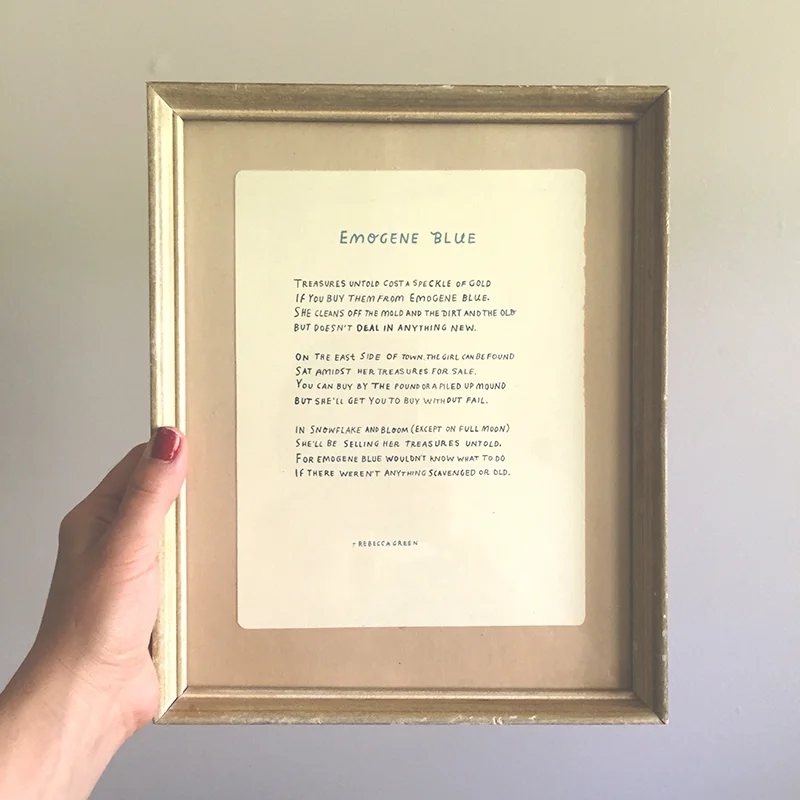 EMOGENE BLUE
TREASURES UNTOLD COST A SPECKLE OF GOLD
IF YOU BUY THEM FROM EMOGENE BLUE.
SHE CLEANS OFF THE MOLD AND THE DIRT AND THE OLD
BUT DOESN'T DEAL IN ANYTHING NEW.
ON THE EAST SIDE OF TOWN. THE GIRL CAN BE FOUND
SAT AMIDST HER TREASURES FOR SALE.
YOU CAN BUY BY THE POUND OR A PILED UP MOUND
BUT SHE'LL GET YOU TO BUY WITHOUT FAIL.
IN SNOWFLAKE AND BLOOM (EXCEPT ON FULL MOON)
SHE'LL BE SELLING HER TREASURES UNTOLD.
FOR EMOGENE BLUE WOULDN'T KNOW WHAT TO DO
IF THERE WEREN'T ANYTHING SCAVENGED OR OLD.
- REBECCA GREEN